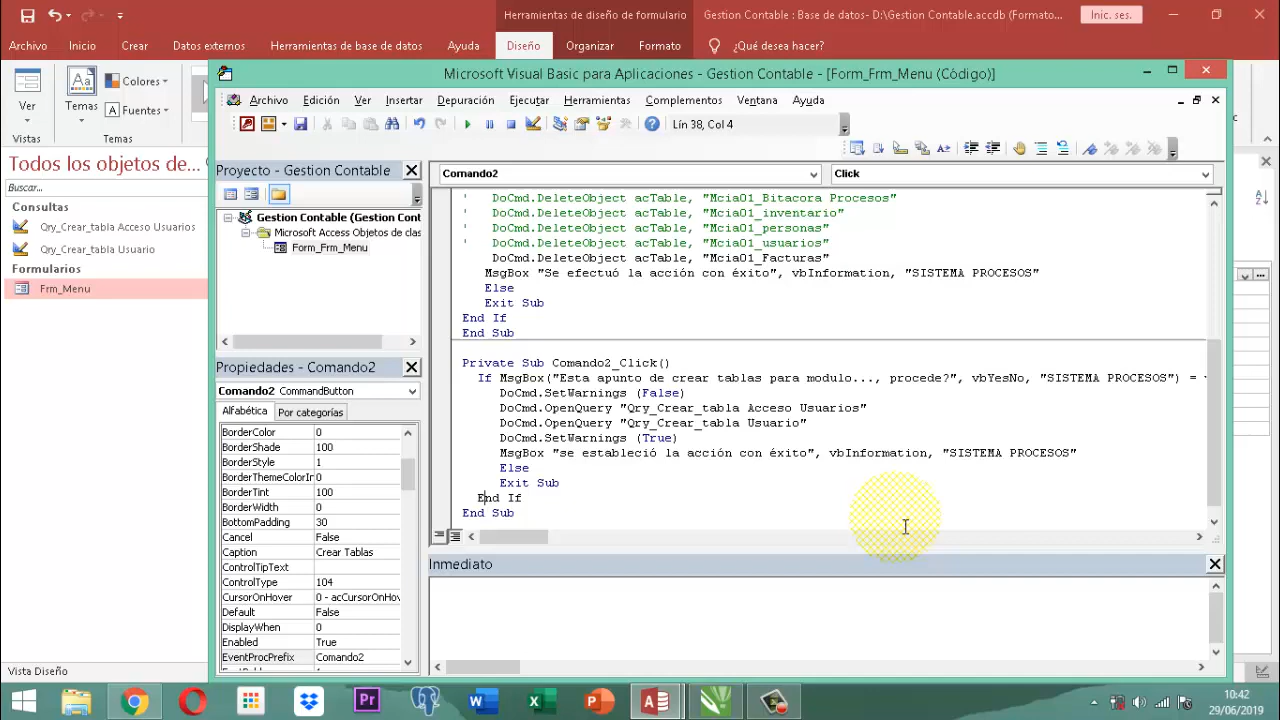 Herramientas de diseño de formulario
Gestion Contable : Base de datos- D:\Gestion Contable.accdb (Formato...
Inic. ses.
Archivo
Inicio
Crear
Datos externos
Herramientas de base de datos
Ayuda
Diseño
Organizar
Formato
¿Qué desea hacer?
Ver
Vistas
Temas
Colores
Fuentes
Temas
Todos los objetos de...
Buscar...
Consultas
Qry_Crear_tabla Acceso Usuarios
Qry_Crear_tabla Usuario
Formularios
Frm_Menu
Vista Diseño
Microsoft Visual Basic para Aplicaciones - Gestion Contable - [Form_Frm_Menu (Código)]
Archivo Edición Ver Insertar Depuración Ejecutar Herramientas Complementos Ventana Ayuda
Lín 38, Col 4
Proyecto - Gestion Contable
Gestion Contable (Gestion Cont
Microsoft Access Objetos de clas
Form_Frm_Menu
Propiedades - Comando2
Comando2 CommandButton
Alfabética
Por categorías
BorderColor 0
BorderShade 100
BorderStyle 1
BorderThemeColorIr 0
BorderTint 100
BorderWidth 0
BottomPadding 30
Cancel False
Caption Crear Tablas
ControlTipText
ControlType 104
CursorOnHover 0 - acCursorOnHov
Default False
DisplayWhen 0
Enabled True
EventProcPrefix Comando2
Comando2
Click
' DoCmd.DeleteObject acTable, "Mcia01_Bitacora Procesos"
' DoCmd.DeleteObject acTable, "Mcia01_inventario"
' DoCmd.DeleteObject acTable, "Mcia01_personas"
' DoCmd.DeleteObject acTable, "Mcia01_usuarios"
DoCmd.DeleteObject acTable, "Mcia01_Facturas"
MsgBox "Se efectuó la acción con éxito", vbInformation, "SISTEMA PROCESOS"
Else
Exit Sub
End If
End Sub
Private Sub Comando2_Click()
If MsgBox("Esta apunto de crear tablas para modulo..., procede?", vbYesNo, "SISTEMA PROCESOS") =
DoCmd.SetWarnings (False)
DoCmd.OpenQuery "Qry_Crear_tabla Acceso Usuarios"
DoCmd.OpenQuery "Qry_Crear_tabla Usuario"
DoCmd.SetWarnings (True)
MsgBox "se estableció la acción con éxito", vbInformation, "SISTEMA PROCESOS"
Else
Exit Sub
End If
End Sub
Inmediato
10:42
29/06/2019